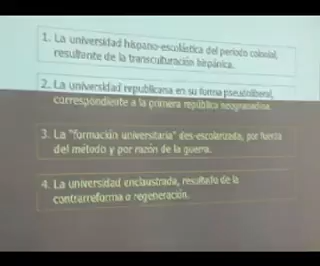 1. La universidad hispano-escolástica del periodo colonial,
resultante de la transculturación hispánica.
2. La universidad republicana en su forma pseudoliberal,
correspondiente a la primera república neogranadina.
3. La "formación universitaria" des-escolarizada, por fuerza
del método y por razón de la guerra.
4. La universidad enclaustrada, resultado de la
contrarreforma o regeneración.